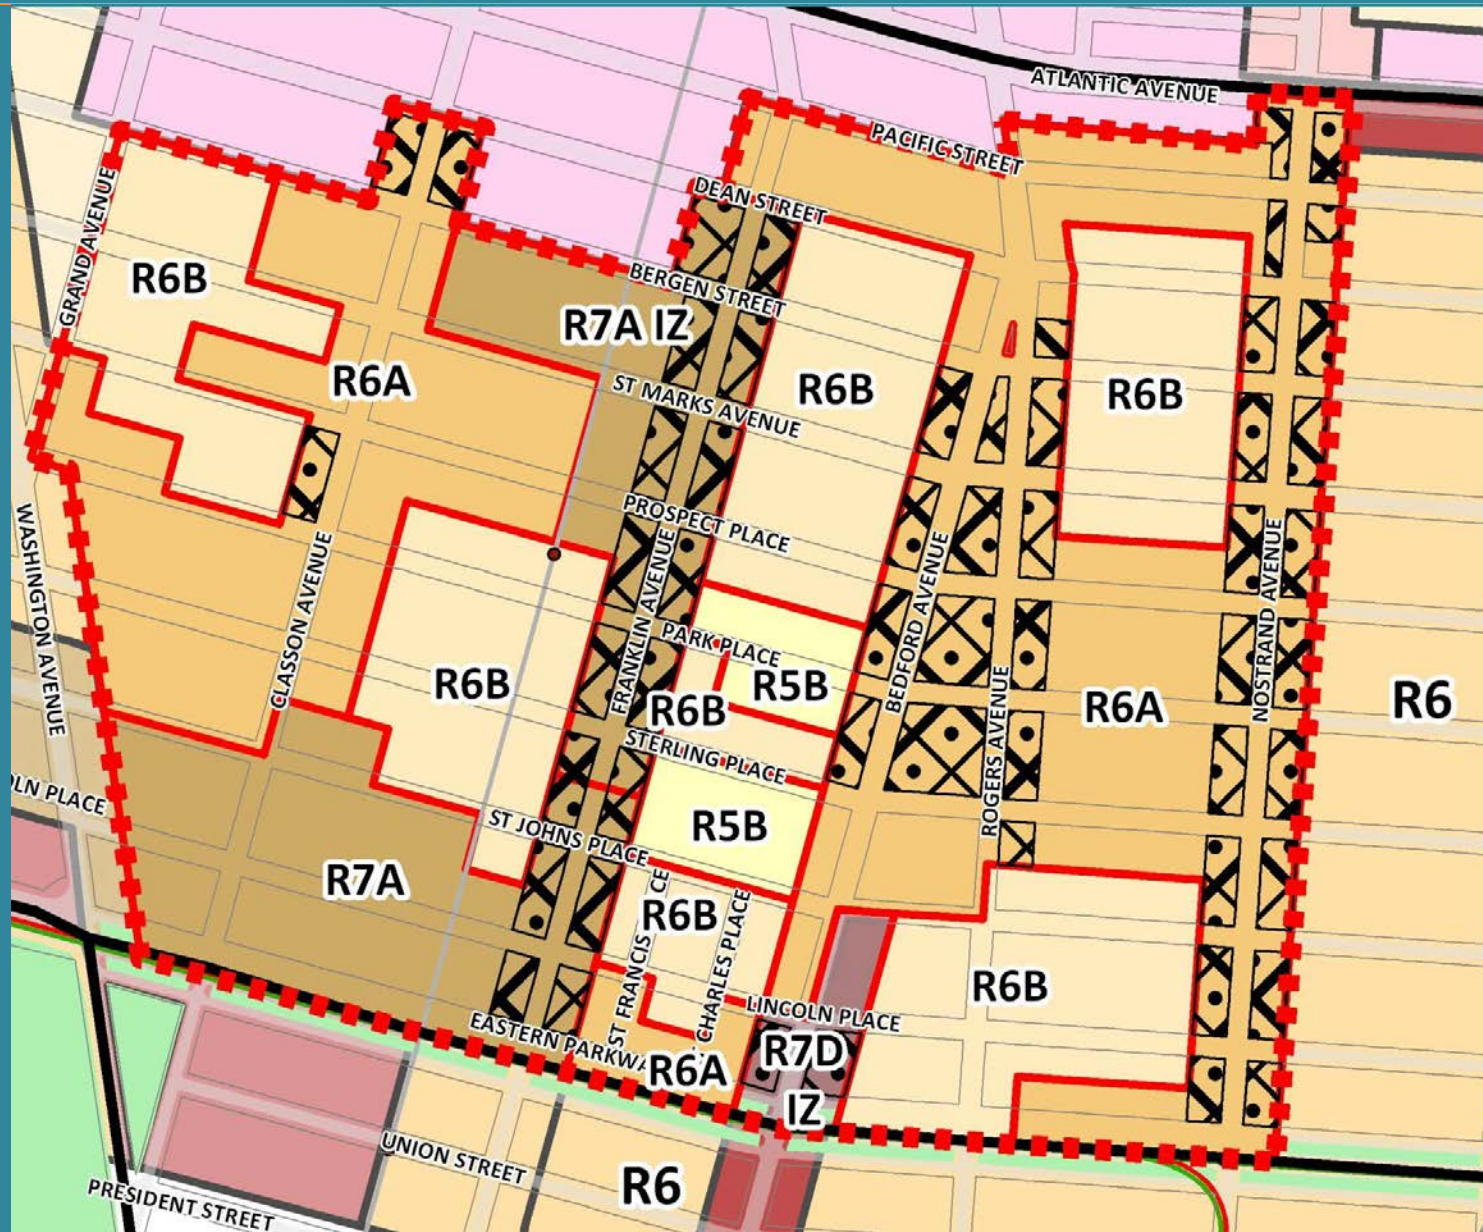 ATLANTIC AVENUE
PACIFIC STREET
DEAN STREET
GRAND AVENUE
R6B
BERGEN STREET
R7A IZ
R6A
ST MARKS AVENUE
R6B
R6B
PROSPECT PLACE
WASHINGTON AVENUE
CLASSON AVENUE
FRANKLIN AVENUE
BEDFORD AVENUE
NOSTRAND AVENUE
PARK PLACE
R6B
R5B
R6B
ROGERS AVENUE
R6A
R6
STERLING PLACE
OLN PLACE
R5B
ST JOHNS PLACE
R7A
R6B
ST FRANCIS CE
CHARLES PLACE
R6B
LINCOLN PLACE
EASTERN PARKWA
R6A
R7D
IZ
UNION STREET
R6
PRESIDENT STREET